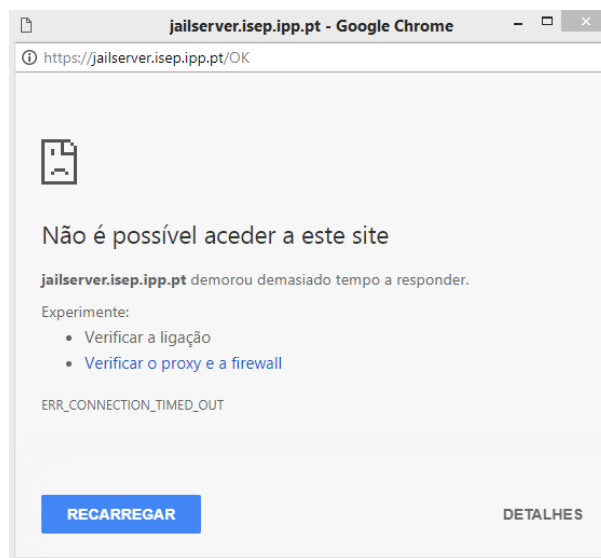 jailserver.isep.ipp.pt - Google Chrome
https://jailserver.isep.ipp.pt/OK
Não é possível aceder a este site
jailserver.isep.ipp.pt demorou demasiado tempo a responder.
Experimente:
• Verificar a ligação
• Verificar o proxy e a firewall
ERR_CONNECTION_TIMED_OUT
RECARREGAR DETALHES